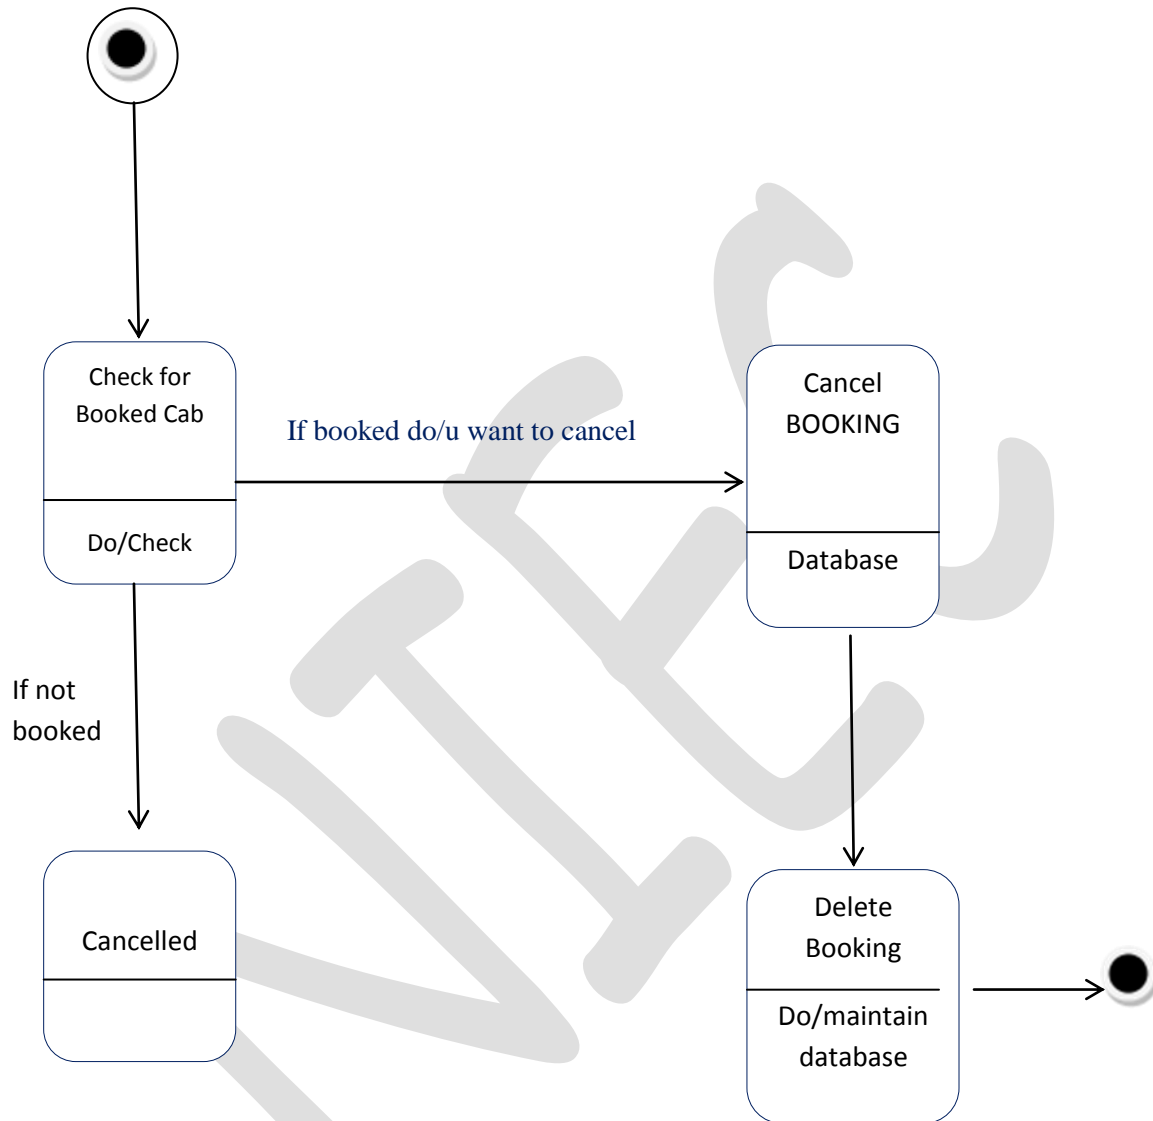 Check for
Booked Cab
Do/Check
If booked do/u want to cancel
Cancel
BOOKING
Database
If not
booked
Cancelled
Delete
Booking
Do/maintain
database